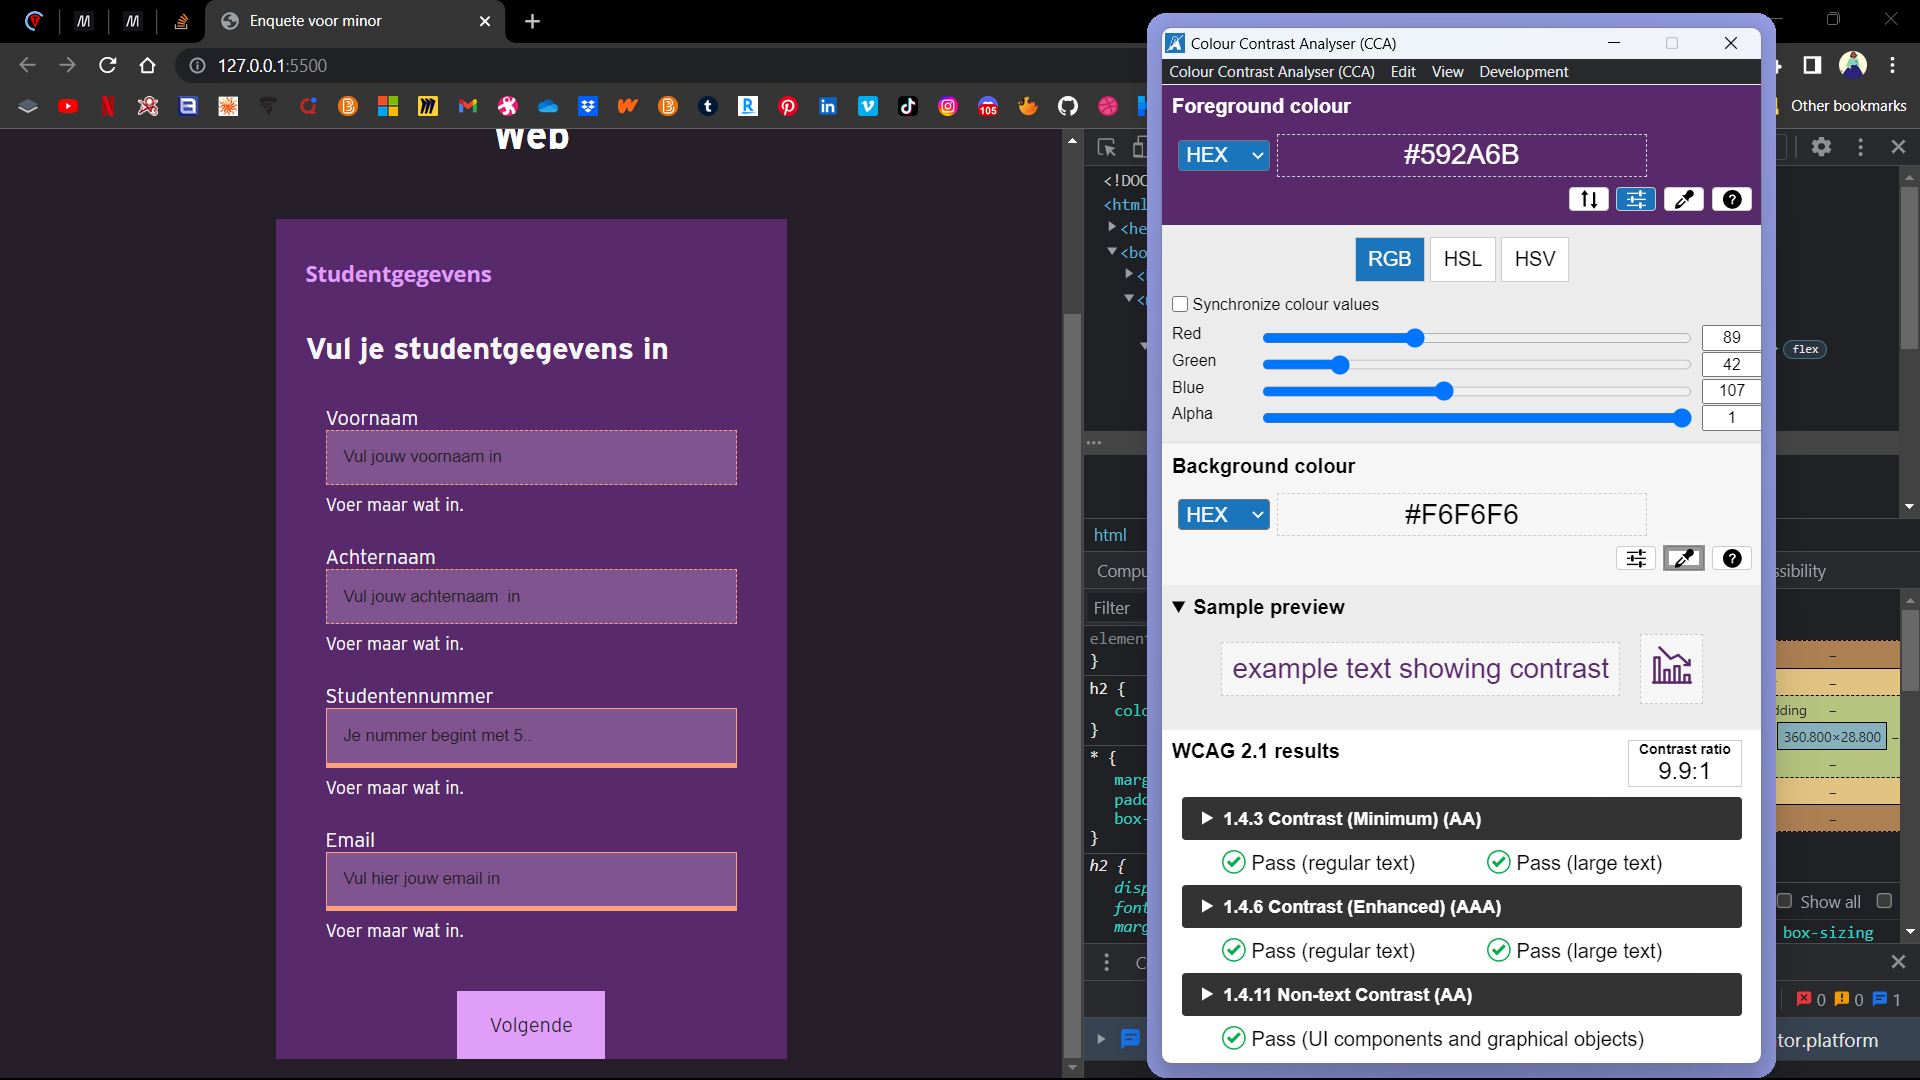 Enquete voor minor
127.0.0.1:5500
105
Other bookmarks
Web
Studentgegevens
Vul je studentgegevens in
Voornaam
Vul jouw voornaam in
Voer maar wat in.
Achternaam
Vul jouw achternaam  in
Voer maar wat in.
Studentennummer
Je nummer begint met 5..
Voer maar wat in.
Email
Vul hier jouw email in
Voer maar wat in.
Volgende
<!DOC
<html
<he
<bo
<
<
flex
html
Compu
ssibility
Filter
element
}
h2 {
colo
}
* {
marg
padd
box-
}
h2 {
disp
font
marg
dding
360.800×28.800
Show all
box-sizing
C
0 0 1
tor.platform
Colour Contrast Analyser (CCA)
Colour Contrast Analyser (CCA) Edit View Development
Foreground colour
HEX #592A6B
RGB HSL HSV
Synchronize colour values
Red 89
Green 42
Blue 107
Alpha 1
Background colour
HEX #F6F6F6
Sample preview
example text showing contrast
WCAG 2.1 results
Contrast ratio
9.9:1
1.4.3 Contrast (Minimum) (AA)
Pass (regular text) Pass (large text)
1.4.6 Contrast (Enhanced) (AAA)
Pass (regular text) Pass (large text)
1.4.11 Non-text Contrast (AA)
Pass (UI components and graphical objects)